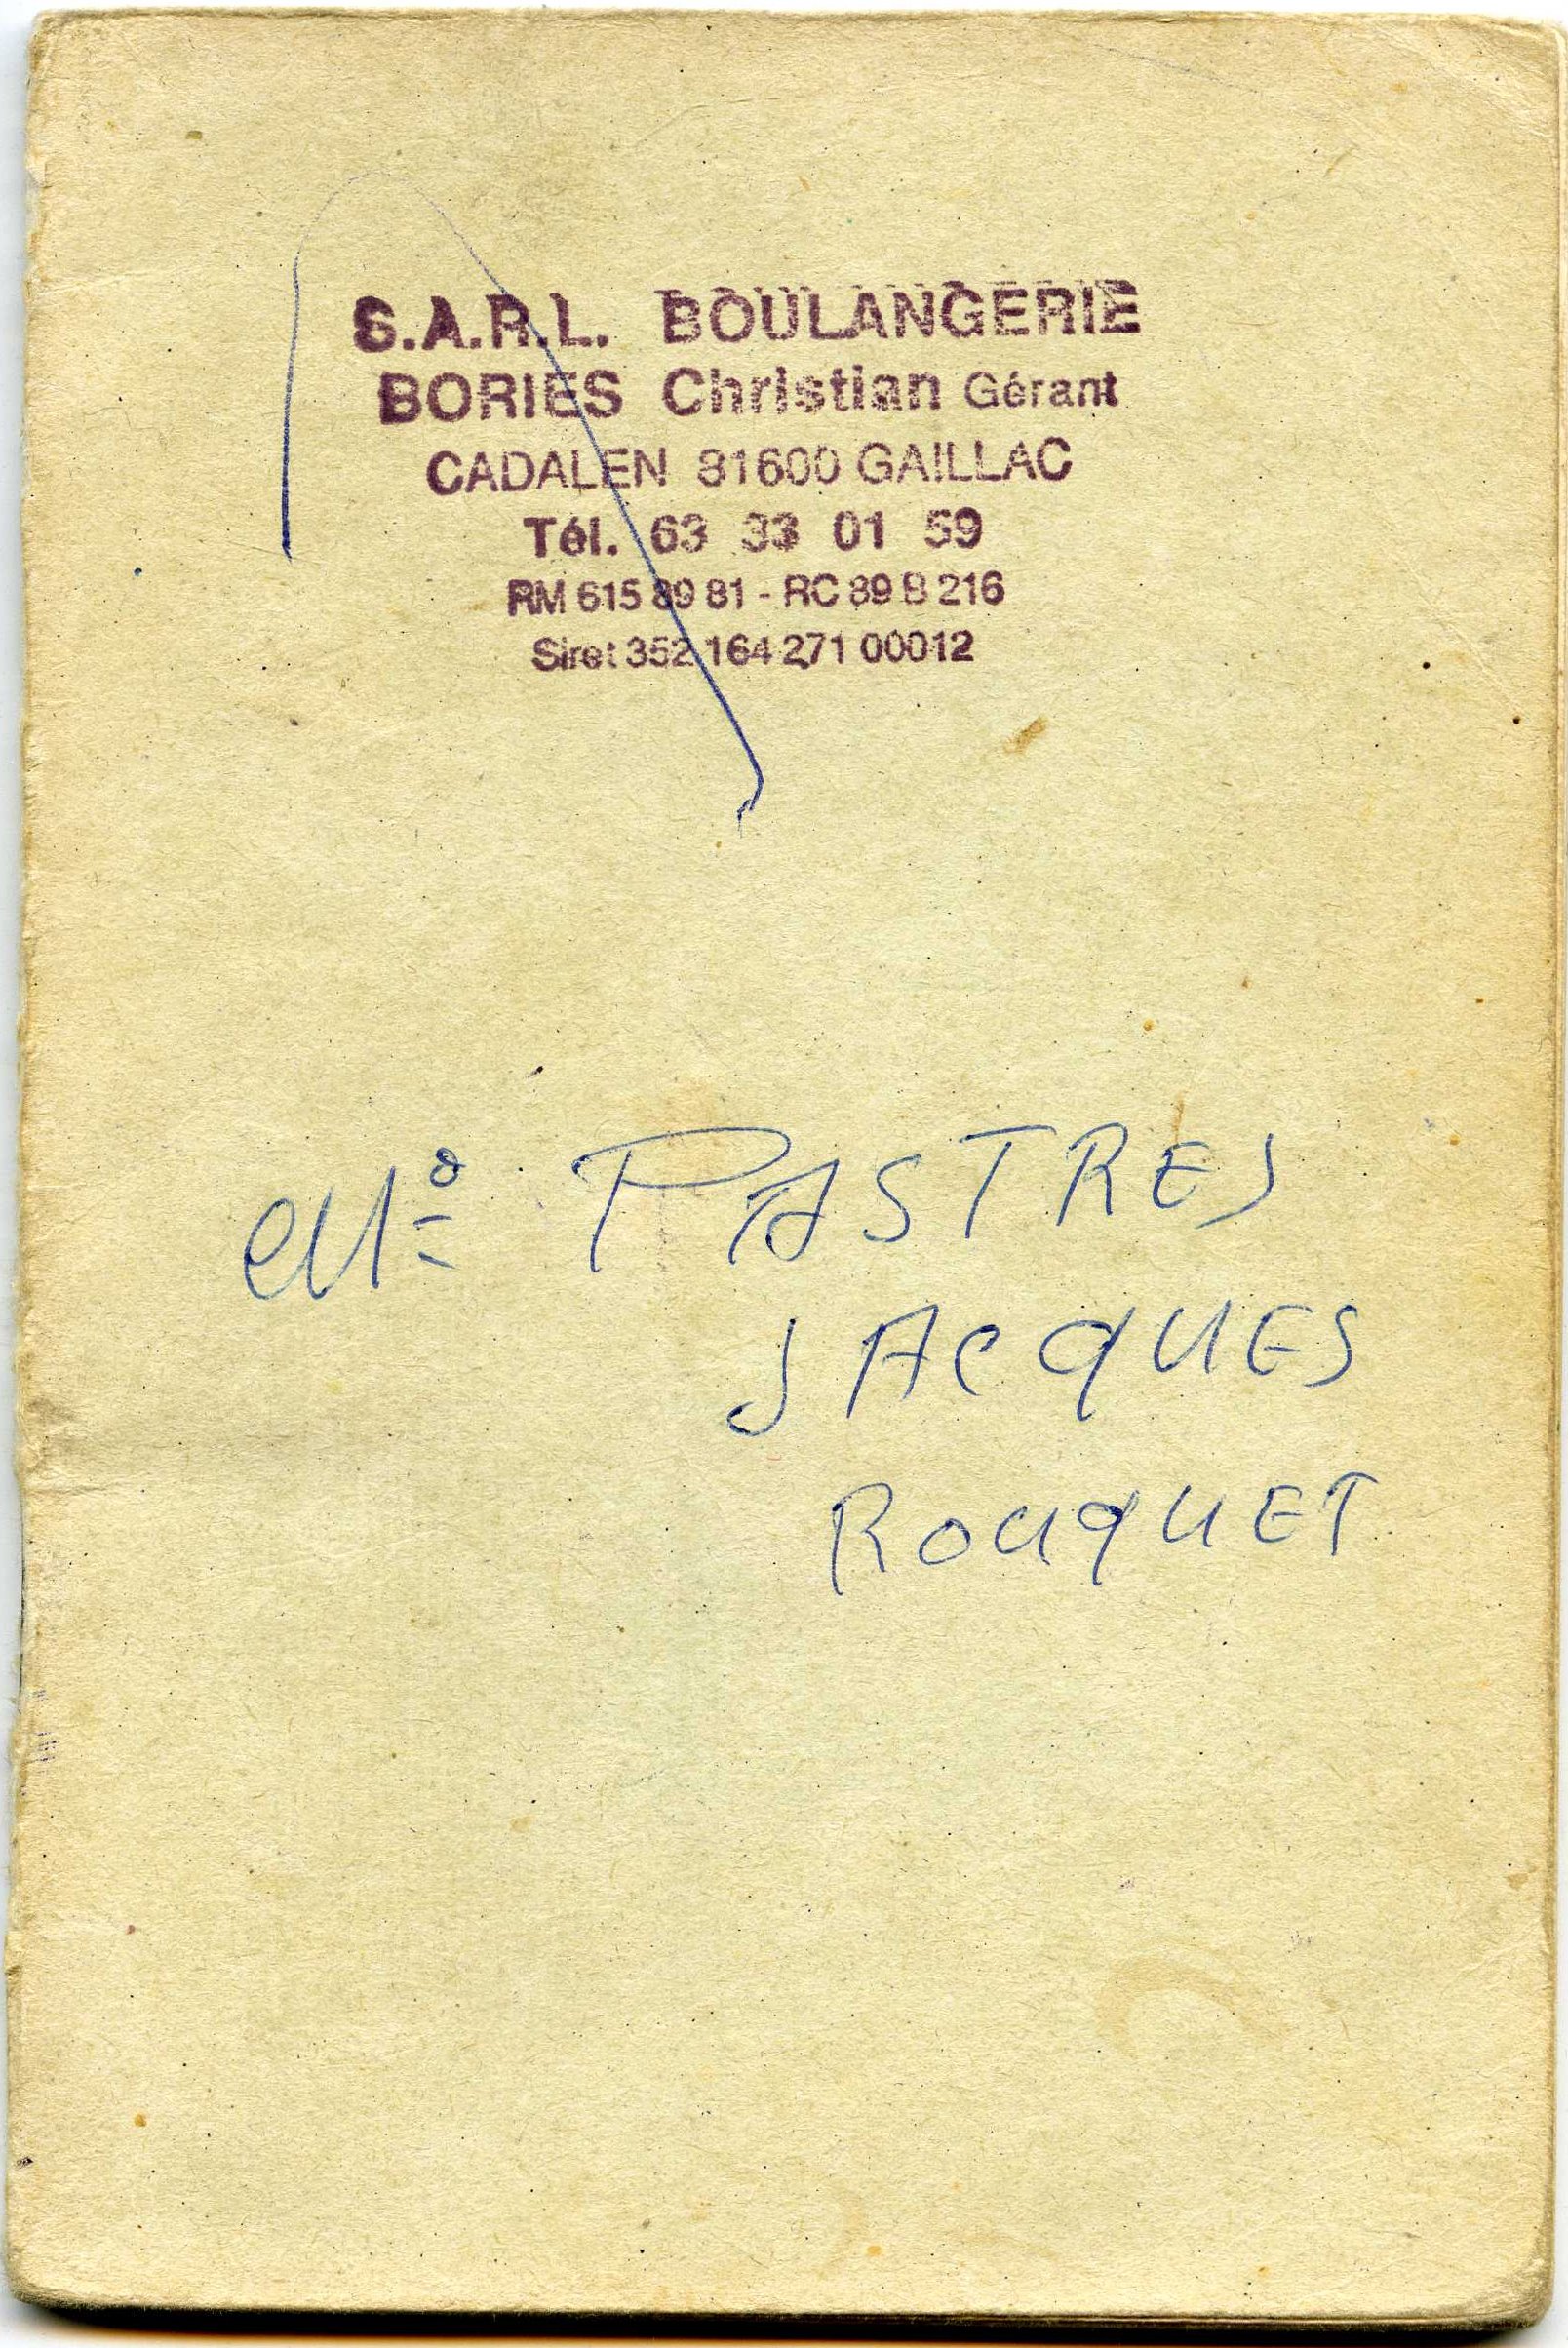 S.A.R.L. BOULANGERIE
BORIES Christian Gérant
CADALEN 81600 GAILLAC
Tél. 63 33 01 59
RM 615 89 81 - RC 89 B 216
Siret 352 164 271 00012
PASTRES
JACQUES
ROUQUET